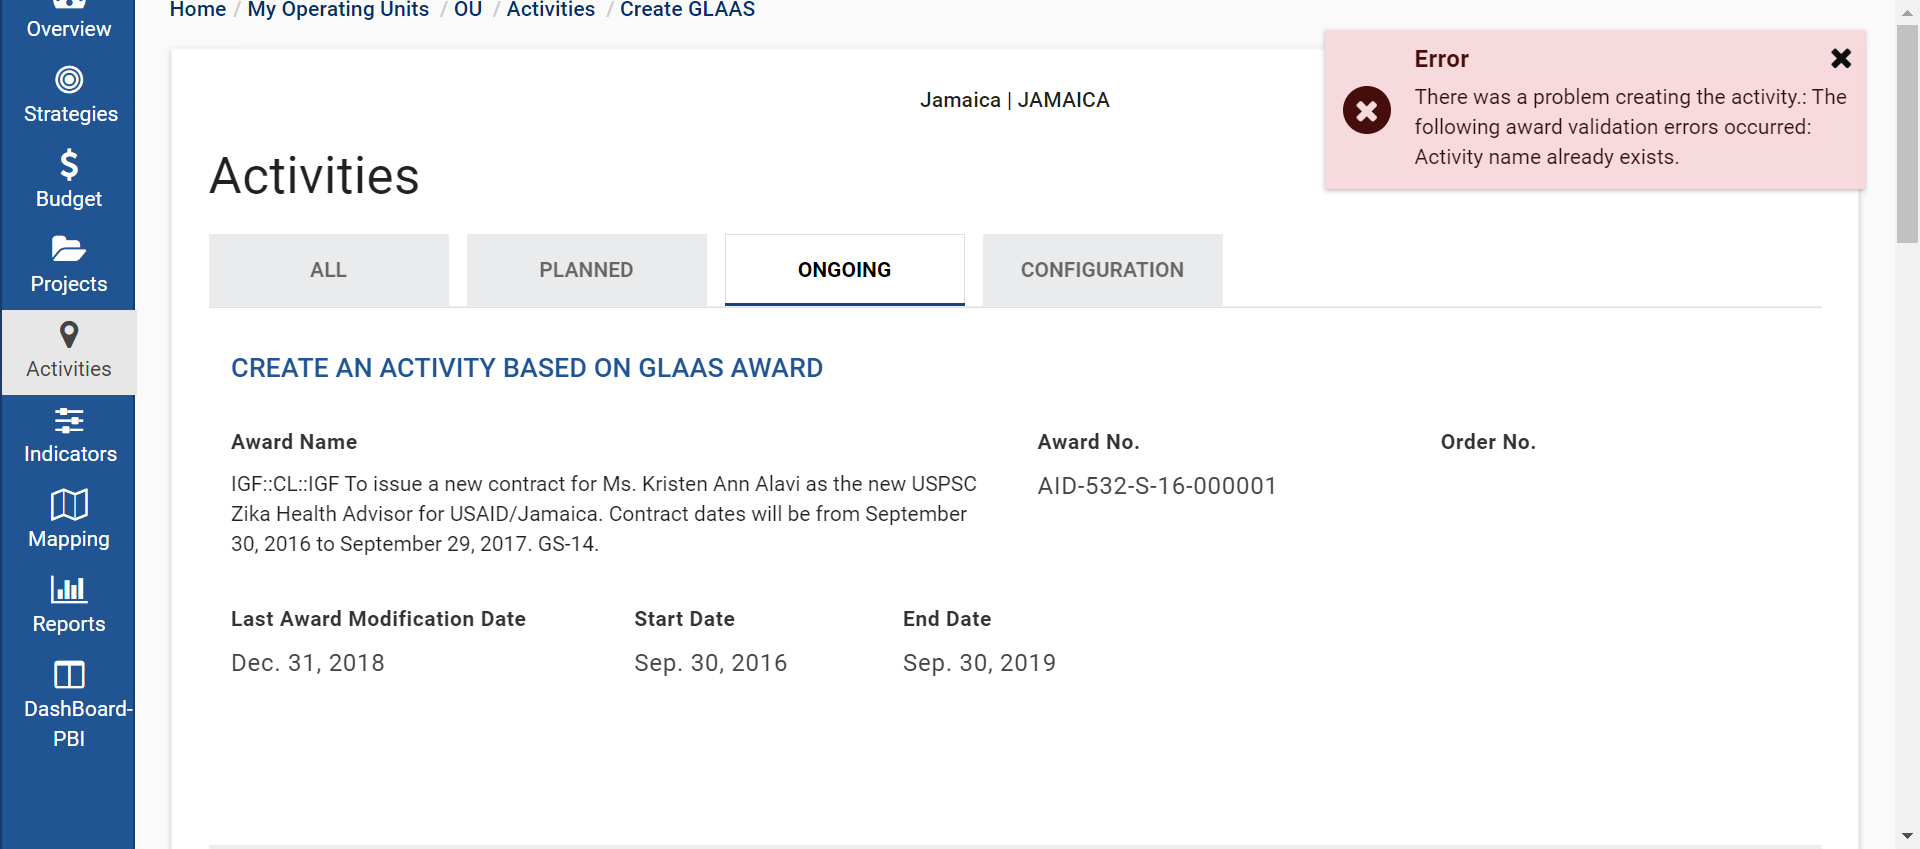 Home / My Operating Units / OU / Activities / Create GLAAS
Overview
Strategies
Budget
Projects
Activities
Indicators
Mapping
Reports
DashBoard-
PBI
Jamaica | JAMAICA
Error
There was a problem creating the activity.: The
following award validation errors occurred:
Activity name already exists.
Activities
ALL PLANNED ONGOING CONFIGURATION
CREATE AN ACTIVITY BASED ON GLAAS AWARD
Award Name
IGF::CL::IGF To issue a new contract for Ms. Kristen Ann Alavi as the new USPSC
Zika Health Advisor for USAID/Jamaica. Contract dates will be from September
30, 2016 to September 29, 2017. GS-14.
Award No.
AID-532-S-16-000001
Order No.
Last Award Modification Date
Dec. 31, 2018
Start Date
Sep. 30, 2016
End Date
Sep. 30, 2019